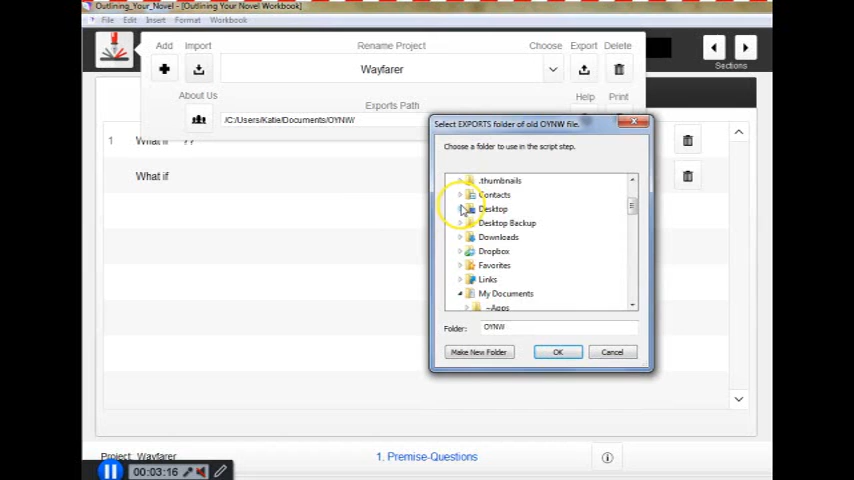 Outlining_Your_Novel - [Outlining Your Novel Workbook]
File Edit Insert Format Workbook
Add Import Rename Project Choose Export Delete
Wayfarer
Sections
About Us Exports Path Help Print
/C:/Users/Katie/Documents/OYNW/
Select EXPORTS folder of old OYNW file.
Choose a folder to use in the script step.
1 What if ??
What if
.thumbnails
Contacts
Desktop
Desktop Backup
Downloads
Dropbox
Favorites
Links
My Documents
~Apps
Folder: OYNW
Make New Folder OK Cancel
Project: Wayfarer 1. Premise-Questions
00:03:16